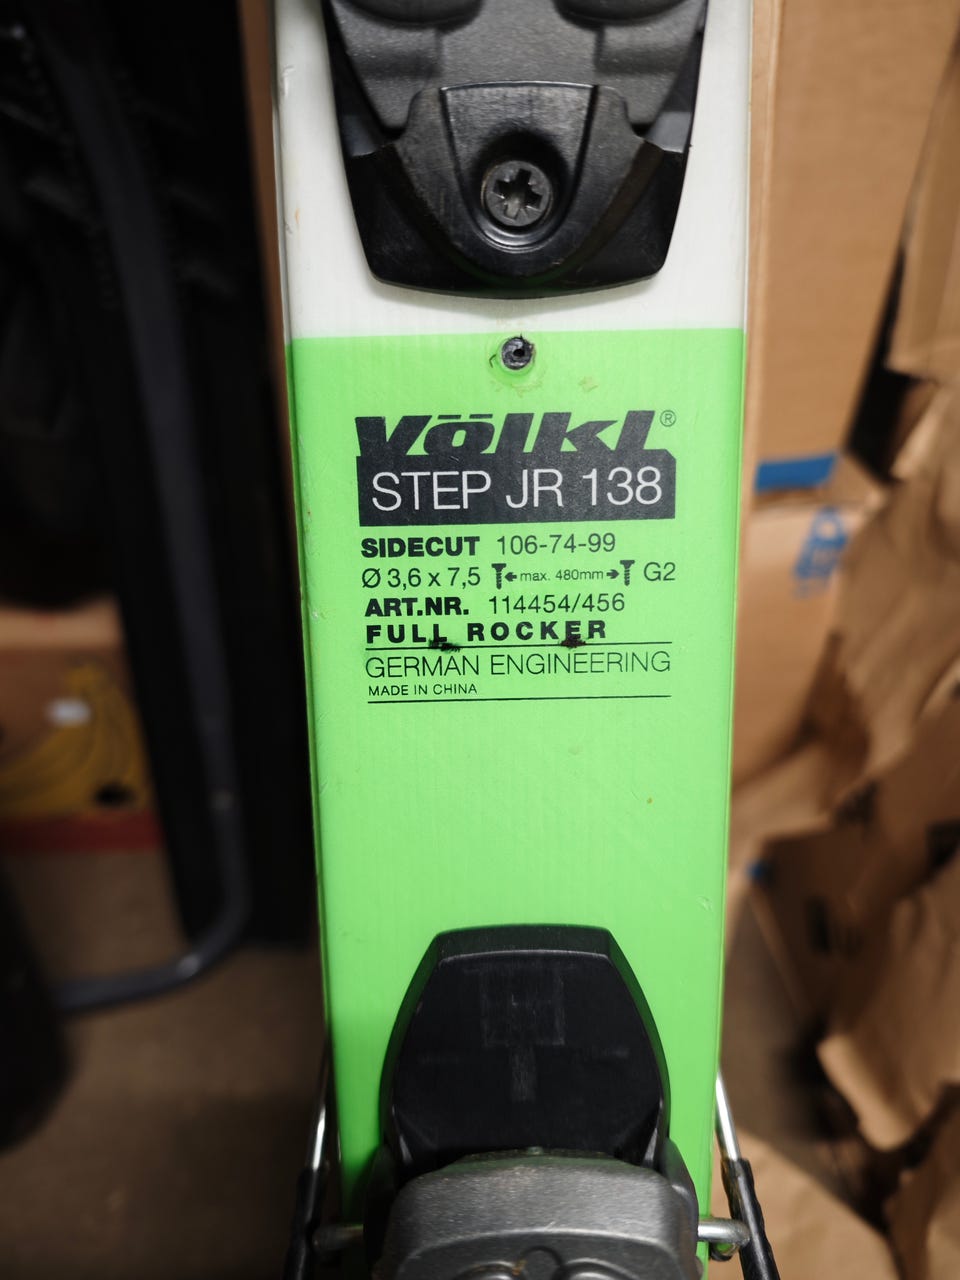 Völkl®
STEP JR 138
SIDECUT 106-74-99
Ø 3,6 x 7,5 max. 480mm G2
ART.NR. 114454/456
FULL ROCKER
GERMAN ENGINEERING
MADE IN CHINA